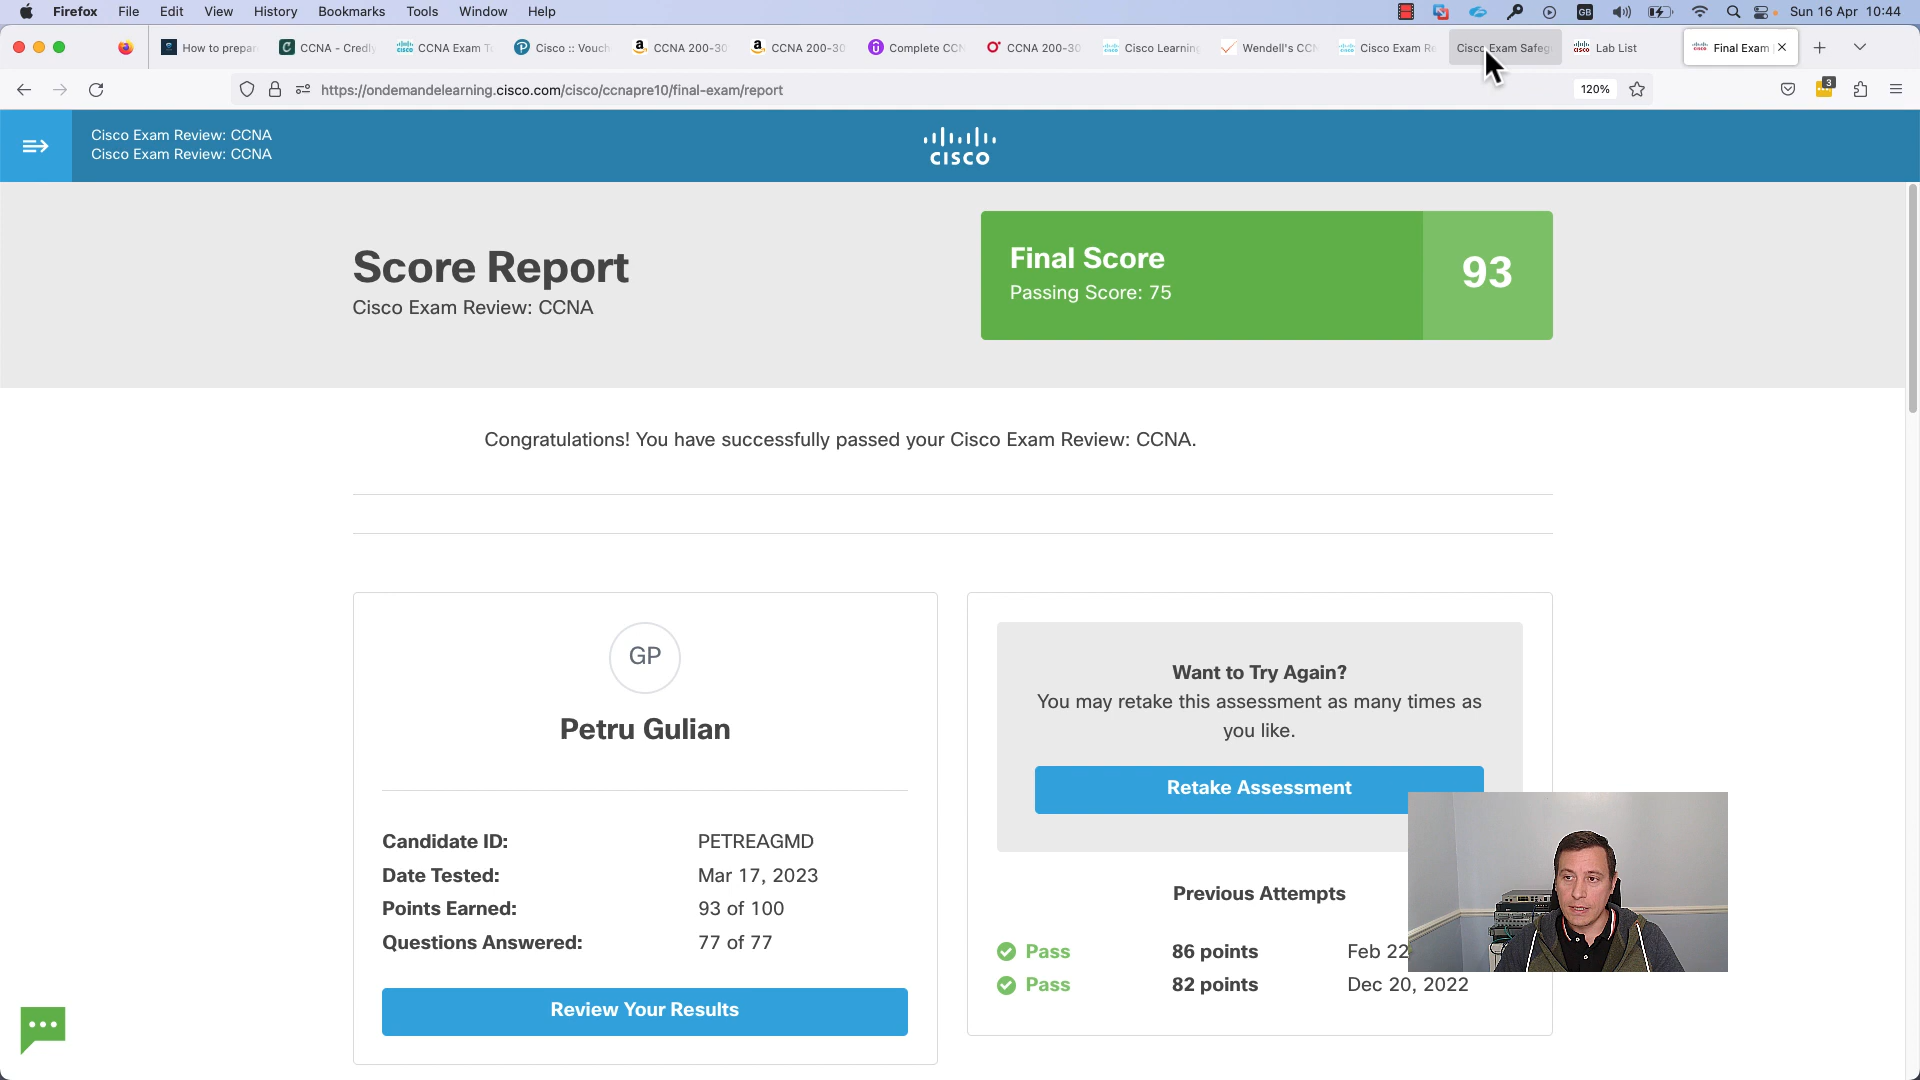 Firefox File Edit View History Bookmarks Tools Window Help
GB
Sun 16 Apr 10:44
How to prepar
CCNA - Credly
CCNA Exam T
Cisco :: Vouch
CCNA 200-30
CCNA 200-30
Complete CCN
CCNA 200-30
Cisco Learning
Wendell's CCN
Cisco Exam Re
Cisco Exam Safeg
Lab List
Final Exam
https://ondemandelearning.cisco.com/cisco/ccnapre10/final-exam/report
120%
3
Cisco Exam Review: CCNA
Cisco Exam Review: CCNA
CISCO
Score Report
Cisco Exam Review: CCNA
Final Score
Passing Score: 75
93
Congratulations! You have successfully passed your Cisco Exam Review: CCNA.
GP
Petru Gulian
Candidate ID: PETREAGMD
Date Tested: Mar 17, 2023
Points Earned: 93 of 100
Questions Answered: 77 of 77
Review Your Results
Want to Try Again?
You may retake this assessment as many times as
you like.
Retake Assessment
Previous Attempts
Pass 86 points Feb 22
Pass 82 points Dec 20, 2022